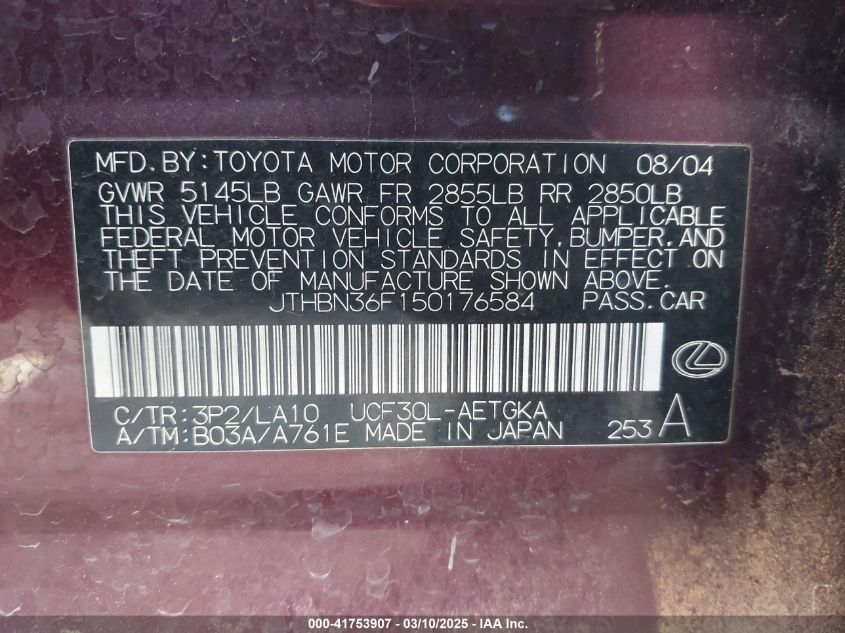 MFD.BY:TOYOTA MOTOR CORPORATION 08/04
GVWR 5145LB GAWR FR 2855LB RR 2850LB
THIS VEHICLE CONFORMS TO ALL APPLICABLE
FEDERAL MOTOR VEHICLE SAFETY,BUMPER,AND
THEFT PREVENTION STANDARDS IN EFFECT ON
THE DATE OF MANUFACTURE SHOWN ABOVE.
JTHBN36F150176584 PASS.CAR
C/TR:3P2/LA10 UCF30L-AETGKA
A/TM:B03A/A761E MADE IN JAPAN 253 A
000-41753907 - 03/10/2025 - IAA Inc.